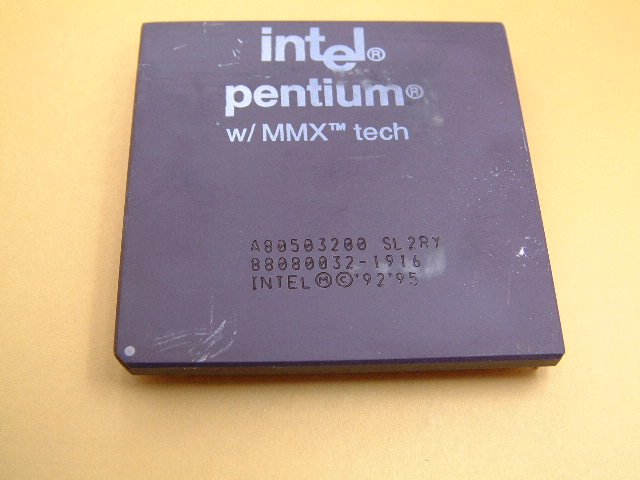 intel®
pentium®
w/ MMX™ tech
A80503200 SL2RY
88080032-1916
INTEL Ⓜ © '92 '95